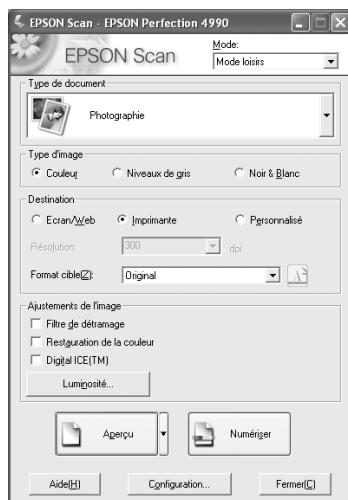 EPSON Scan - EPSON Perfection 4990
EPSON Scan
Mode:
Mode loisirs
Type de document
Photographie
Type d'image
Couleur Niveaux de gris Noir & Blanc
Destination
Ecran/Web Imprimante Personnalisé
Résolution: 300 dpi
Format cible(Z): Original
Ajustements de l'image
Filtre de détramage
Restauration de la couleur
Digital ICE(TM)
Luminosité...
Aperçu Numériser
Aide(H) Configuration... Fermer(C)